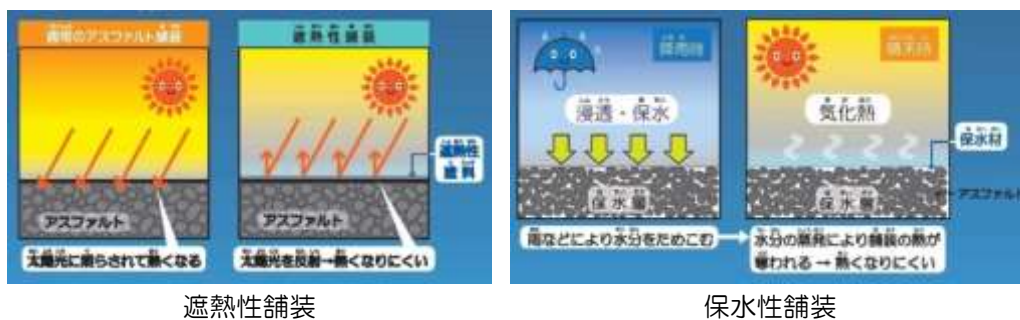 通常のアスファルト舗装
遮熱性舗装
遮熱性
塗料
アスファルト
アスファルト
太陽光に照らされて熱くなる
太陽光を反射→熱くなりにくい
降雨時
晴天時
浸透・保水
気化熱
保水材
保水層
保水層
アスファルト
雨などにより水分をためこむ
水分の蒸発により舗装の熱が
奪われる → 熱くなりにくい
遮熱性舗装
保水性舗装